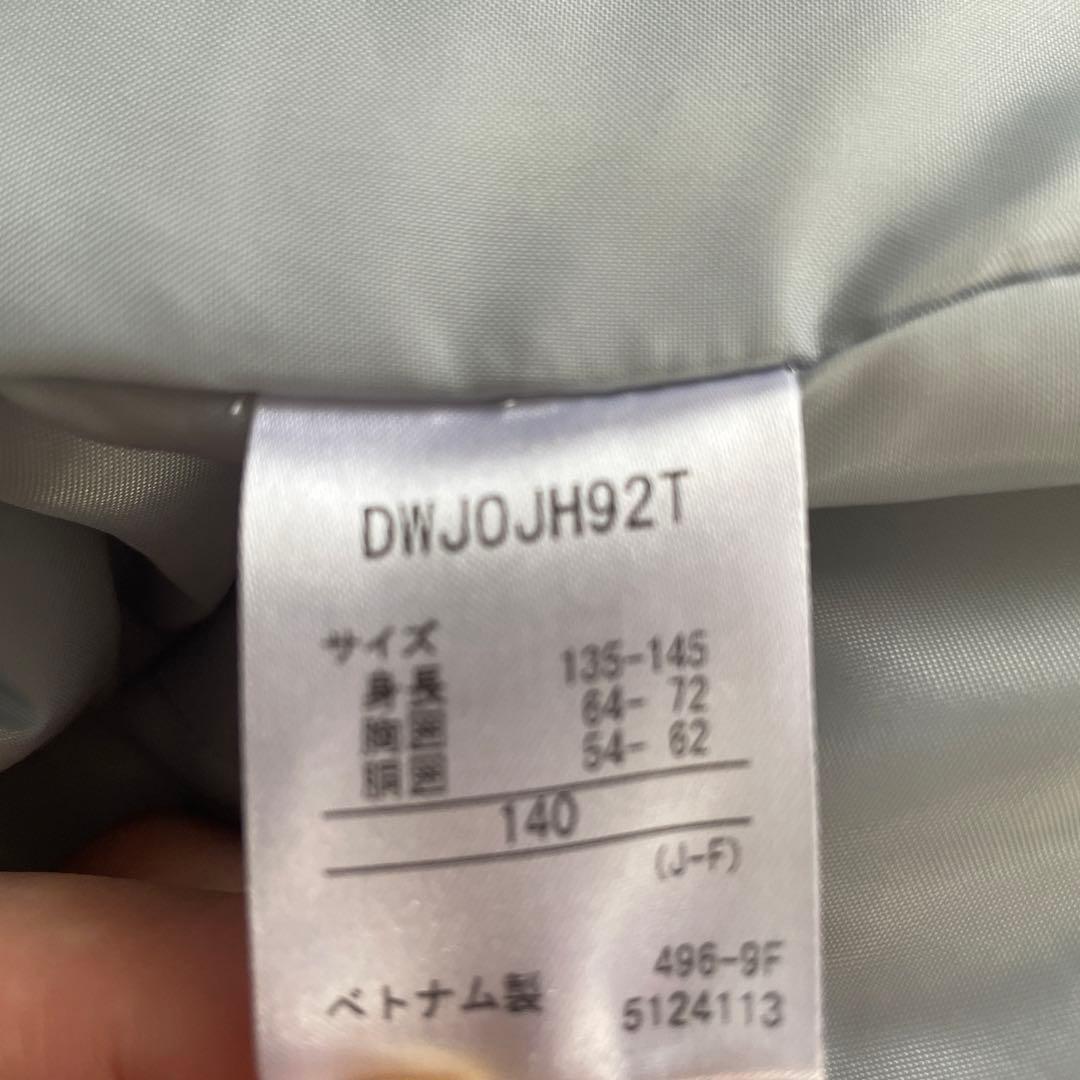 DWJOJH92T
サイズ
身長 135-145
胸囲 64- 72
胴囲 54- 62
140
(J-F)
496-9F
ベトナム製 5124113